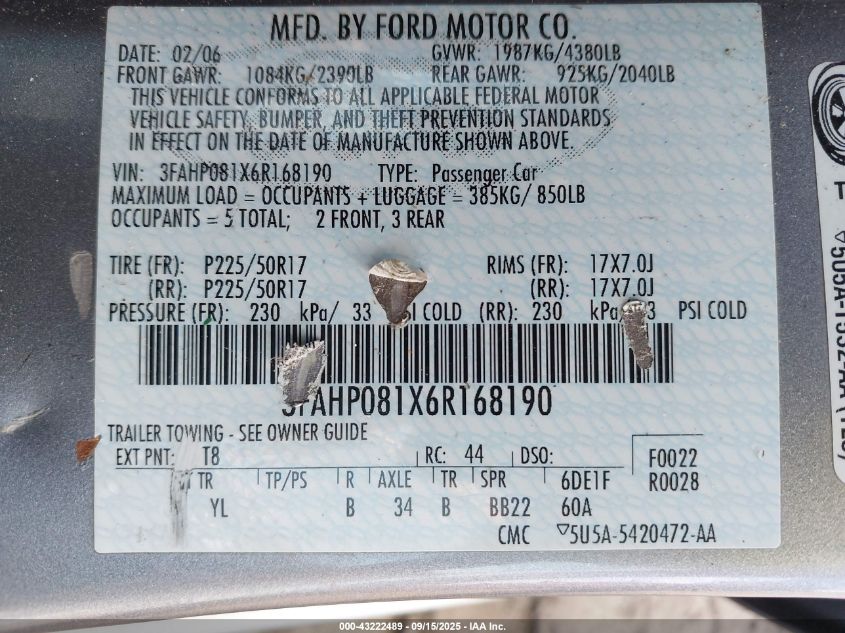 MFD. BY FORD MOTOR CO.
DATE: 02/06 GVWR: 1987KG/4380LB
FRONT GAWR: 1084KG/2390LB REAR GAWR: 925KG/2040LB
THIS VEHICLE CONFORMS TO ALL APPLICABLE FEDERAL MOTOR
VEHICLE SAFETY, BUMPER, AND THEFT PREVENTION STANDARDS
IN EFFECT ON THE DATE OF MANUFACTURE SHOWN ABOVE.
VIN: 3FAHP081X6R168190 TYPE: Passenger Car
MAXIMUM LOAD = OCCUPANTS + LUGGAGE = 385KG/ 850LB
OCCUPANTS = 5 TOTAL; 2 FRONT, 3 REAR
TIRE (FR): P225/50R17 RIMS (FR): 17X7.0J
(RR): P225/50R17 (RR): 17X7.0J
PRESSURE (FR): 230 kPa/ 33 COLD (RR): 230 PSI COLD
3FAHP081X6R168190
TRAILER TOWING - SEE OWNER GUIDE
EXT PNT: T8 RC: 44 DSO: F0022
TR TP/PS R AXLE TR SPR 6DE1F R0028
YL B 34 B BB22 60A
CMC ▽5U5A-5420472-AA
000-43222489 - 09/15/2025 - IAA Inc.